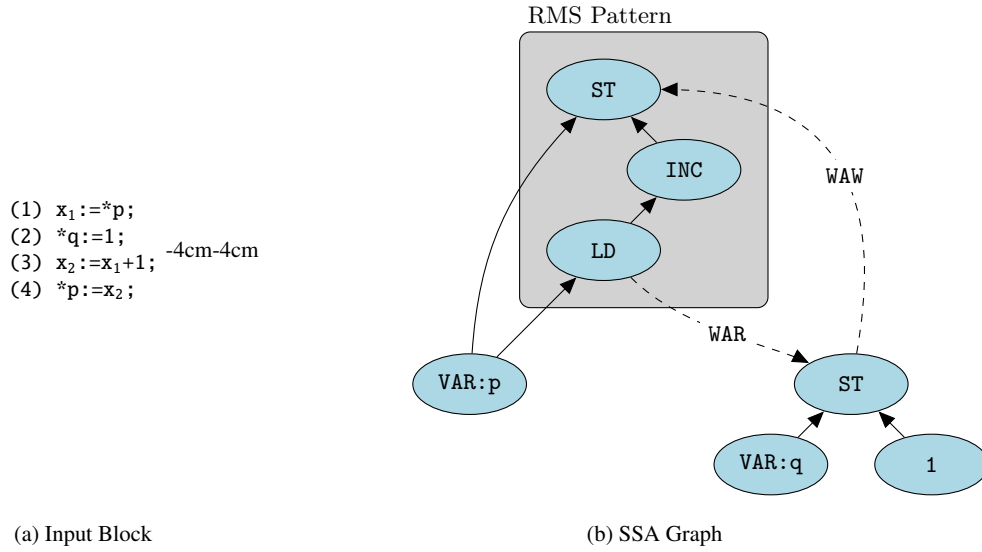 RMS Pattern
ST
INC
WAW
LD
WAR
VAR:p
ST
VAR:q
1
(1) x₁:=*p;
(2) *q:=1;
(3) x₂:=x₁+1;
(4) *p:=x₂;
-4cm-4cm
(a) Input Block
(b) SSA Graph